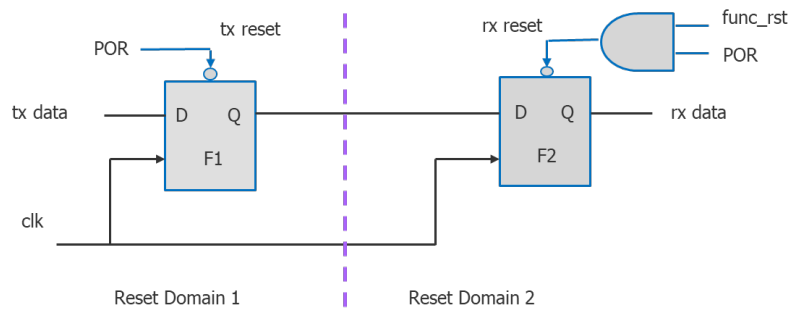 tx reset
POR
rx reset
func_rst
POR
tx data
D Q
F1
D Q
F2
rx data
clk
Reset Domain 1
Reset Domain 2